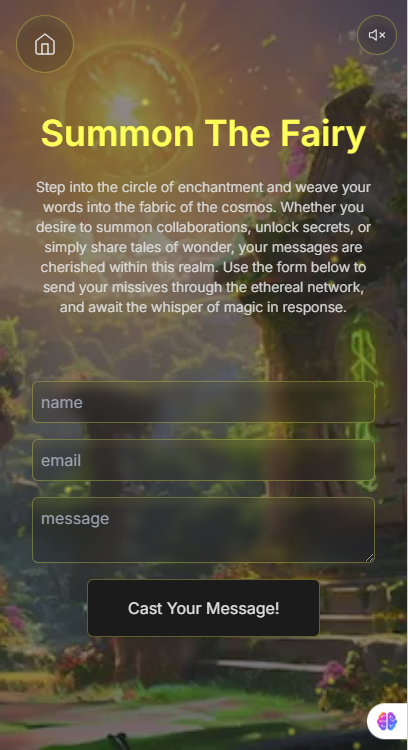 Summon The Fairy
Step into the circle of enchantment and weave your
words into the fabric of the cosmos. Whether you
desire to summon collaborations, unlock secrets, or
simply share tales of wonder, your messages are
cherished within this realm. Use the form below to
send your missives through the ethereal network,
and await the whisper of magic in response.
name
email
message
Cast Your Message!